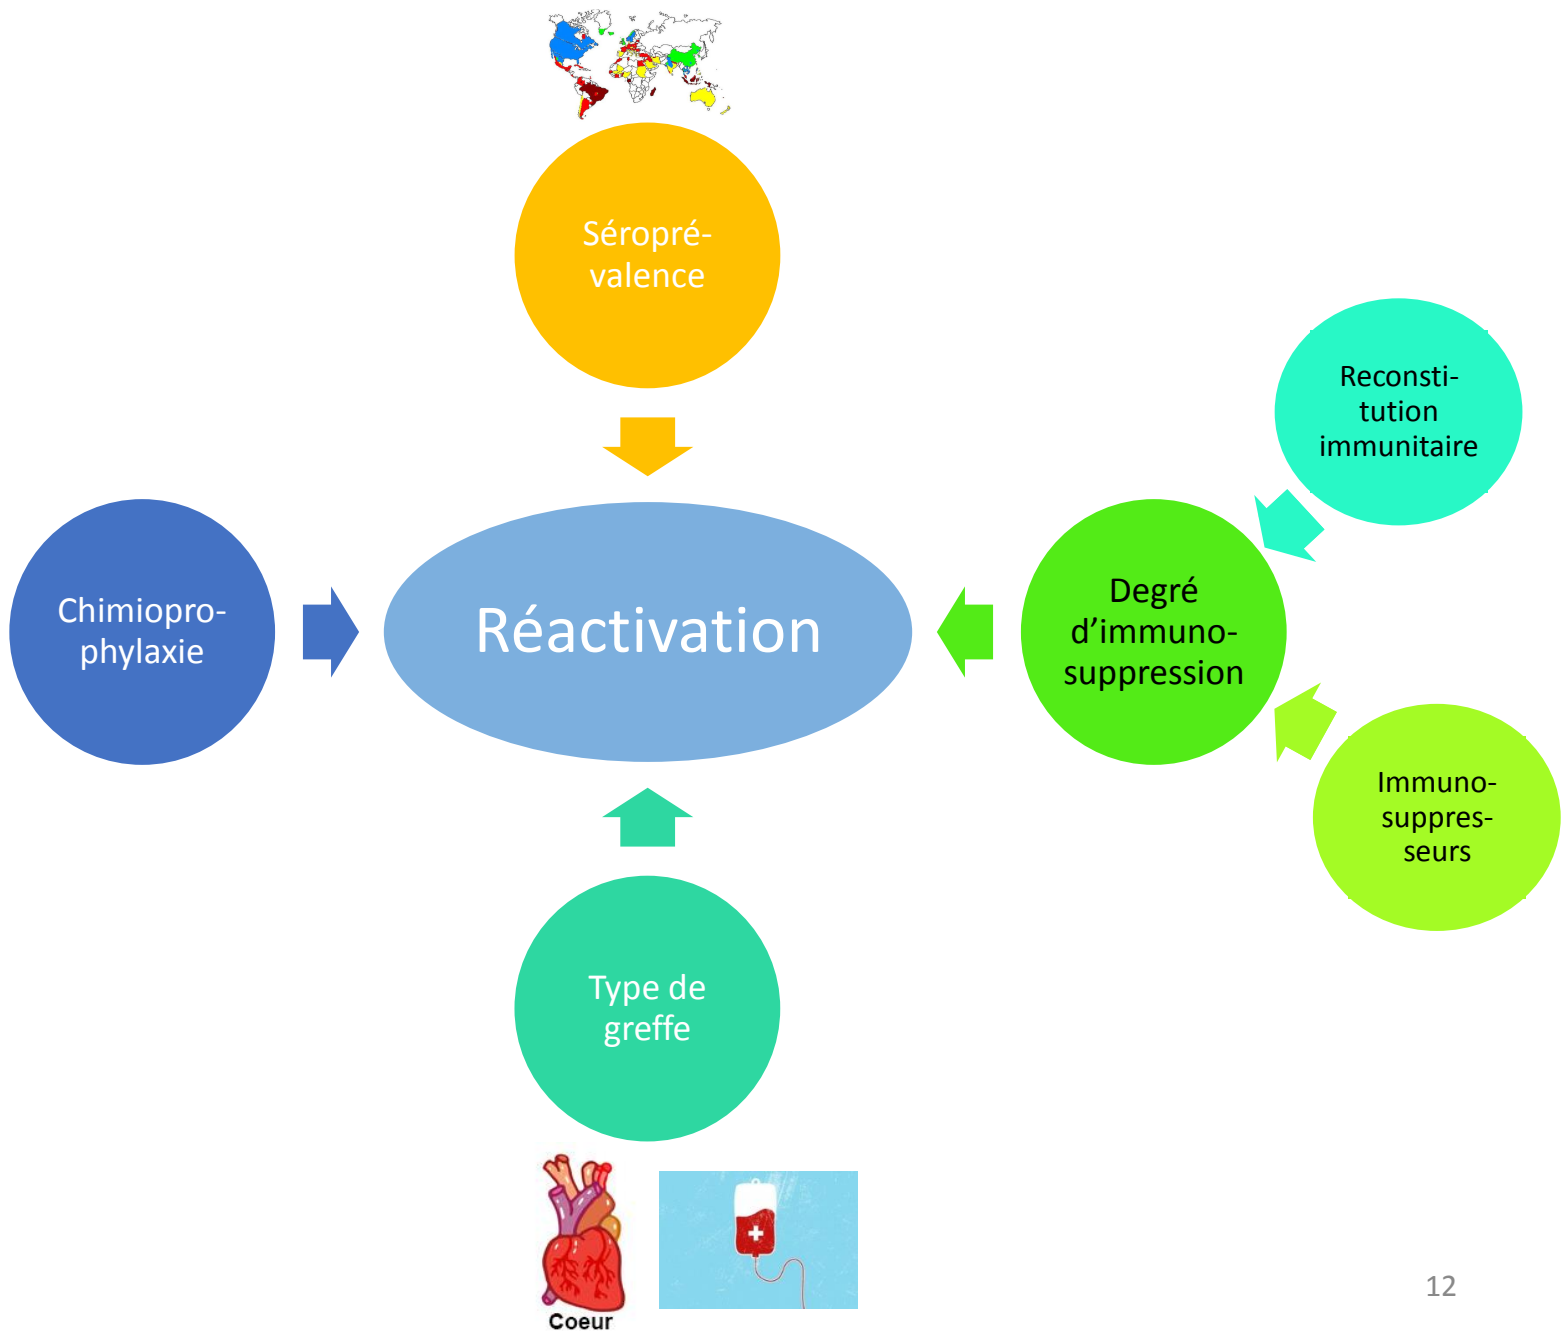 Séropré-
valence
Reconsti-
tution
immunitaire
Chimiopro-
phylaxie
Réactivation
Degré
d’immuno-
suppression
Immuno-
suppres-
seurs
Type de
greffe
Coeur
12